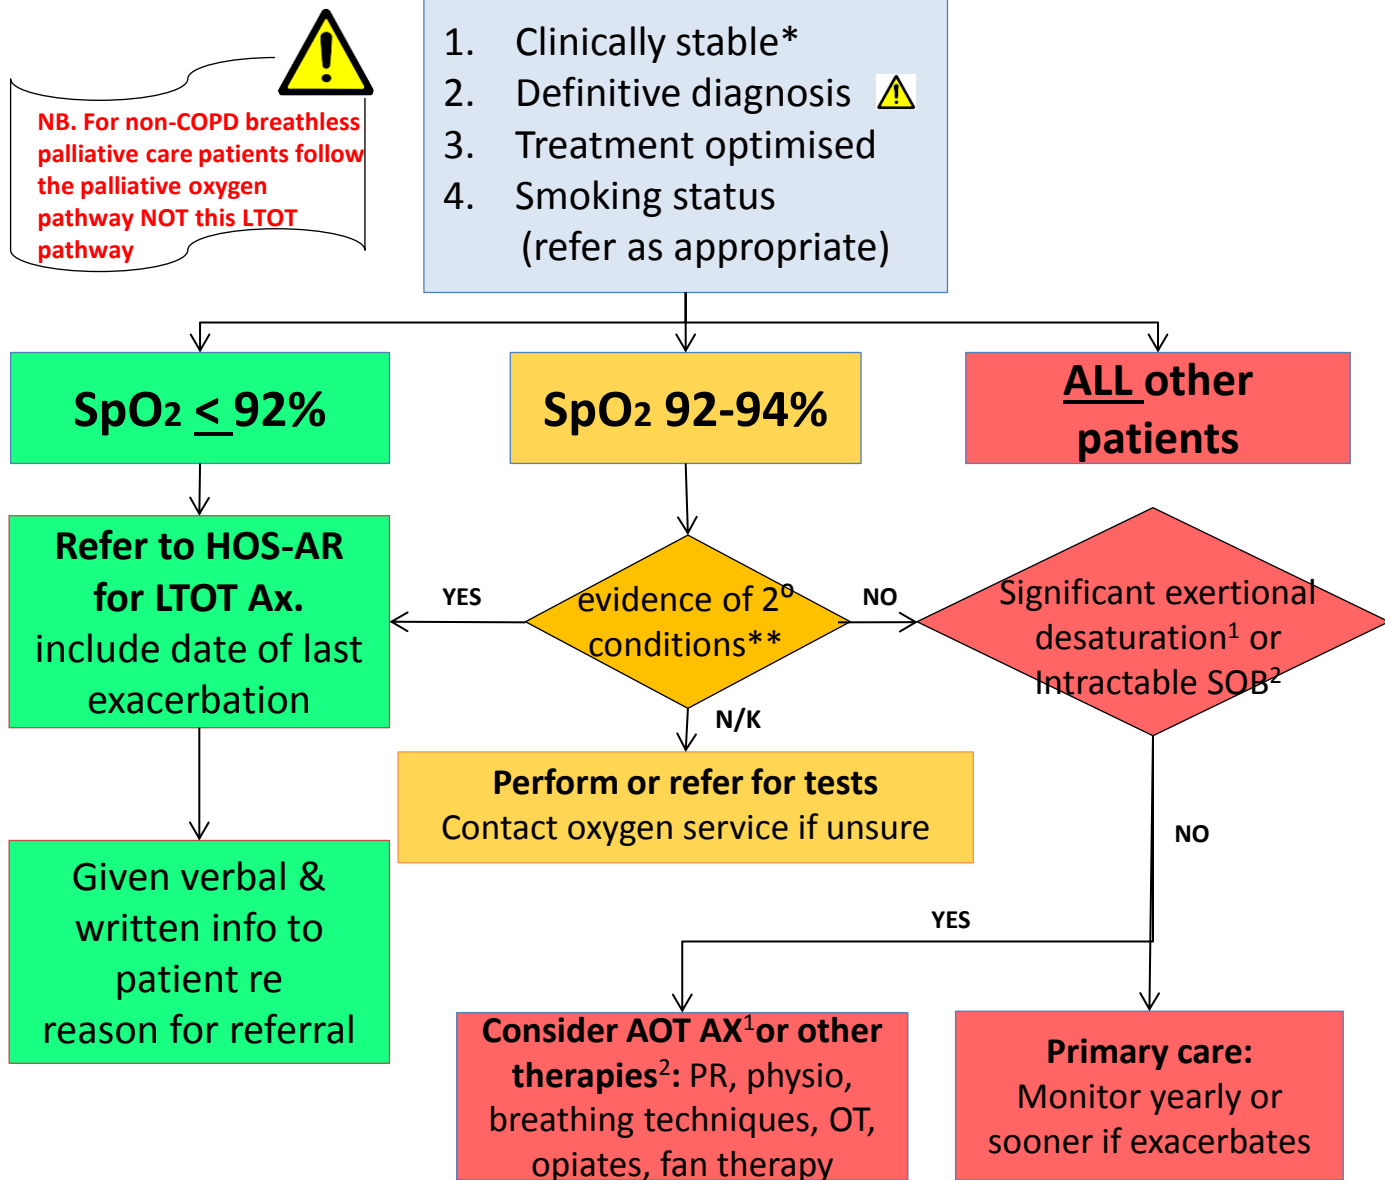 NB. For non-COPD breathless
palliative care patients follow
the palliative oxygen
pathway NOT this LTOT
pathway
1. Clinically stable*
2. Definitive diagnosis
3. Treatment optimised
4. Smoking status
(refer as appropriate)
SpO2 < 92%
SpO2 92-94%
ALL other
patients
Refer to HOS-AR
for LTOT Ax.
include date of last
exacerbation
YES
evidence of 2⁰
conditions**
NO
Significant exertional
desaturation¹ or
Intractable SOB²
N/K
Perform or refer for tests
Contact oxygen service if unsure
NO
Given verbal &
written info to
patient re
reason for referral
YES
Consider AOT AX¹or other
therapies²: PR, physio,
breathing techniques, OT,
opiates, fan therapy
Primary care:
Monitor yearly or
sooner if exacerbates